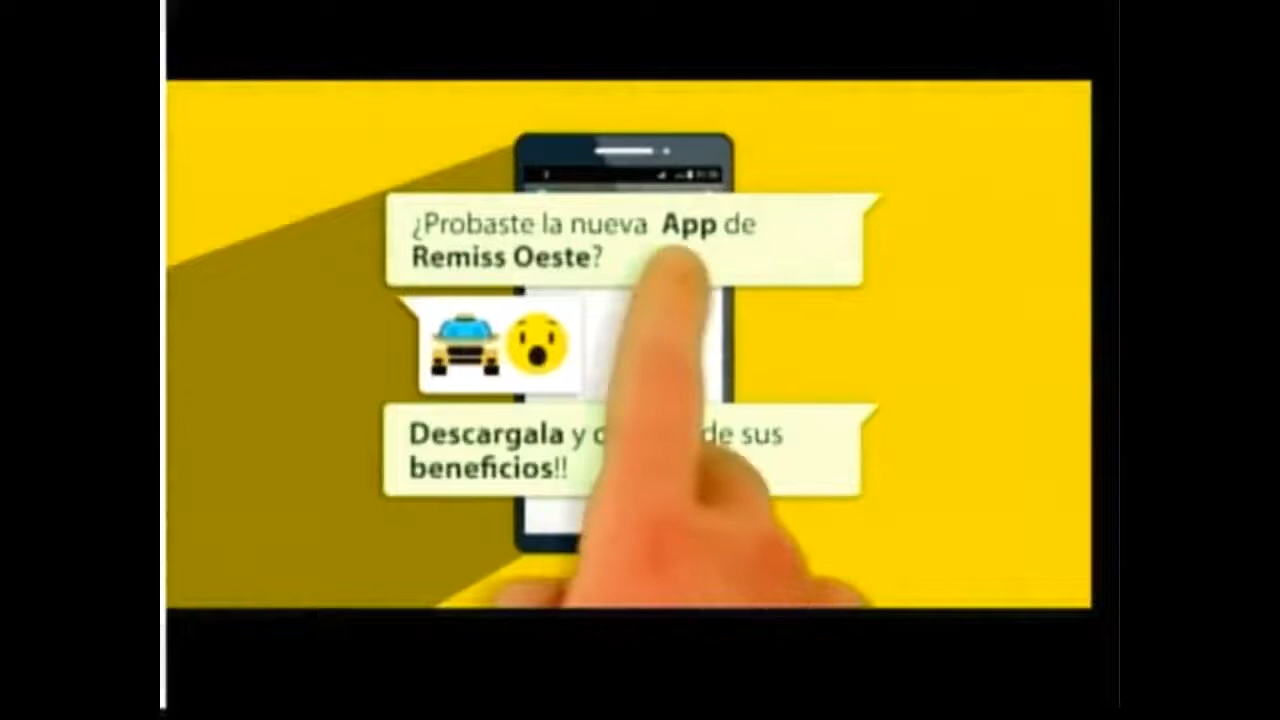 ¿Probaste la nueva App de
Remiss Oeste?
Descargala y de sus
beneficios!!